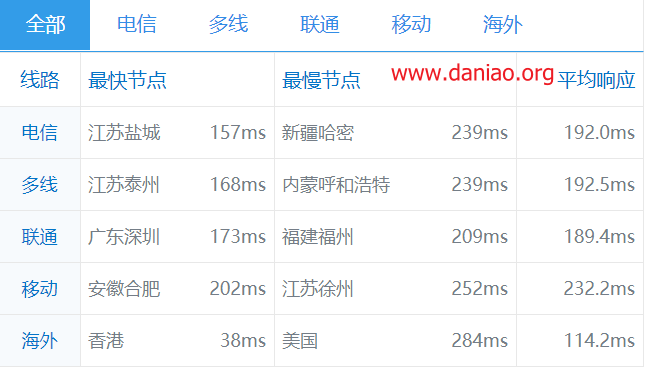 全部 电信 多线 联通 移动 海外
线路 最快节点 最慢节点 www.daniao.org 平均响应
电信 江苏盐城 157ms 新疆哈密 239ms 192.0ms
多线 江苏泰州 168ms 内蒙呼和浩特 239ms 192.5ms
联通 广东深圳 173ms 福建福州 209ms 189.4ms
移动 安徽合肥 202ms 江苏徐州 252ms 232.2ms
海外 香港 38ms 美国 284ms 114.2ms